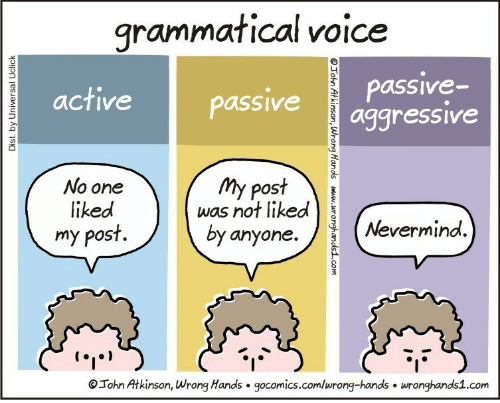 grammatical voice
active
passive
passive-
aggressive
No one
liked
my post.
My post
was not liked
by anyone.
Nevermind.
Dist. by Universal Uclick
©John Atkinson, Wrong Hands www.wronghands1.com
© John Atkinson, Wrong Hands • gocomics.com/wrong-hands • wronghands1.com